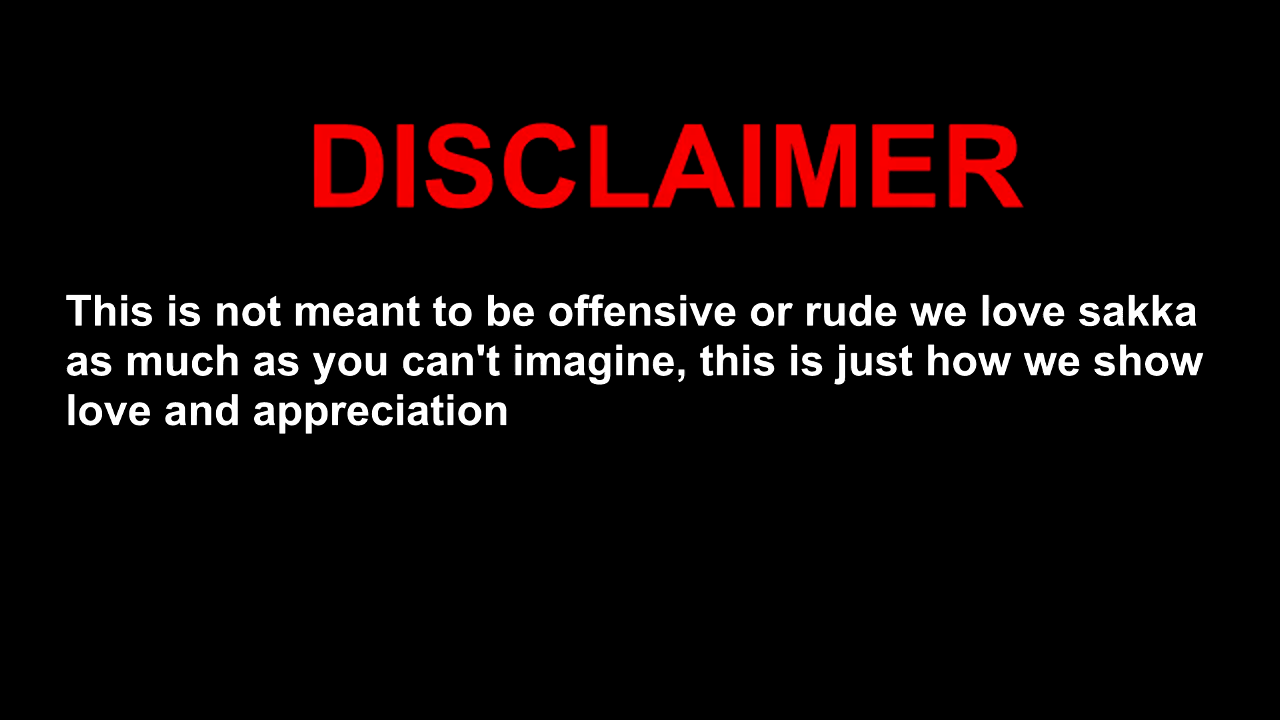 DISCLAIMER
This is not meant to be offensive or rude we love sakka
as much as you can't imagine, this is just how we show
love and appreciation